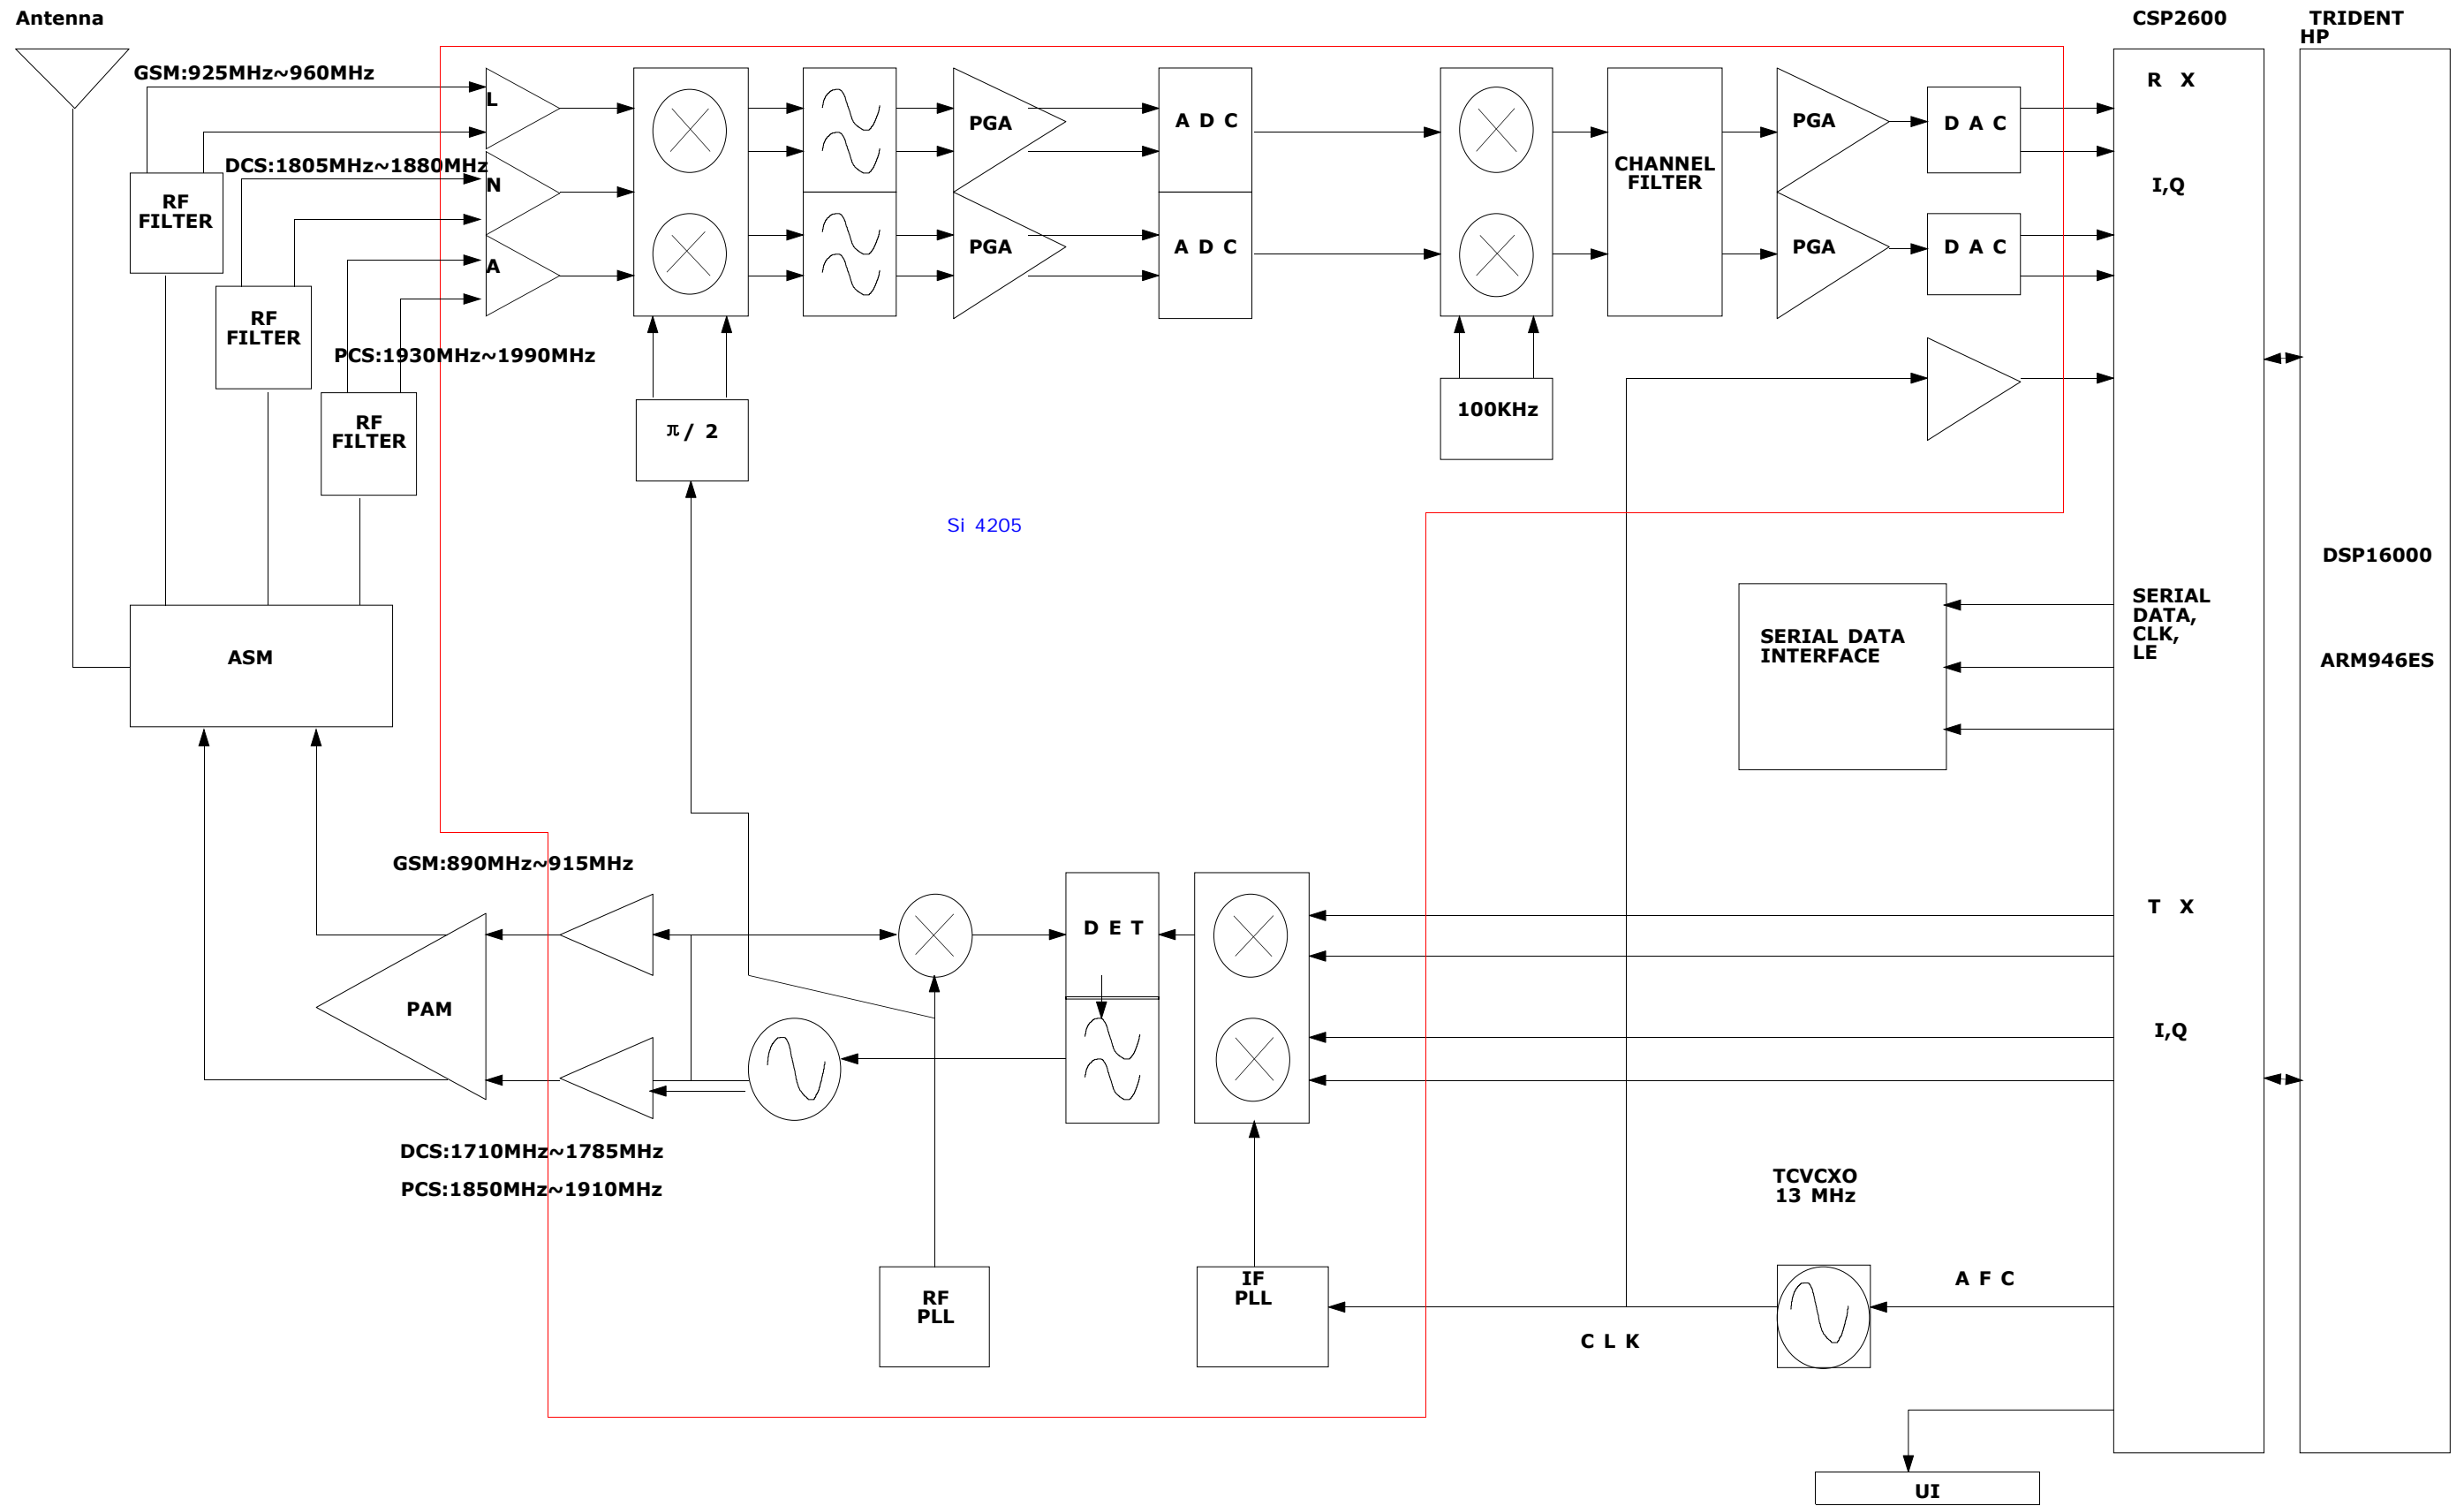 Antenna
CSP2600
TRIDENT
HP
GSM:925MHz~960MHz
L
R X
PGA
A D C
PGA
D A C
DCS:1805MHz~1880MHz
CHANNEL
FILTER
N
I,Q
RF
FILTER
A
PGA
A D C
PGA
D A C
RF
FILTER
PCS:1930MHz~1990MHz
100KHz
RF
FILTER
π/ 2
Si 4205
DSP16000
SERIAL
DATA,
CLK,
LE
SERIAL DATA
INTERFACE
ASM
ARM946ES
GSM:890MHz~915MHz
T X
D E T
PAM
I,Q
DCS:1710MHz~1785MHz
PCS:1850MHz~1910MHz
TCVCXO
13 MHz
RF
PLL
IF
PLL
A F C
C L K
UI